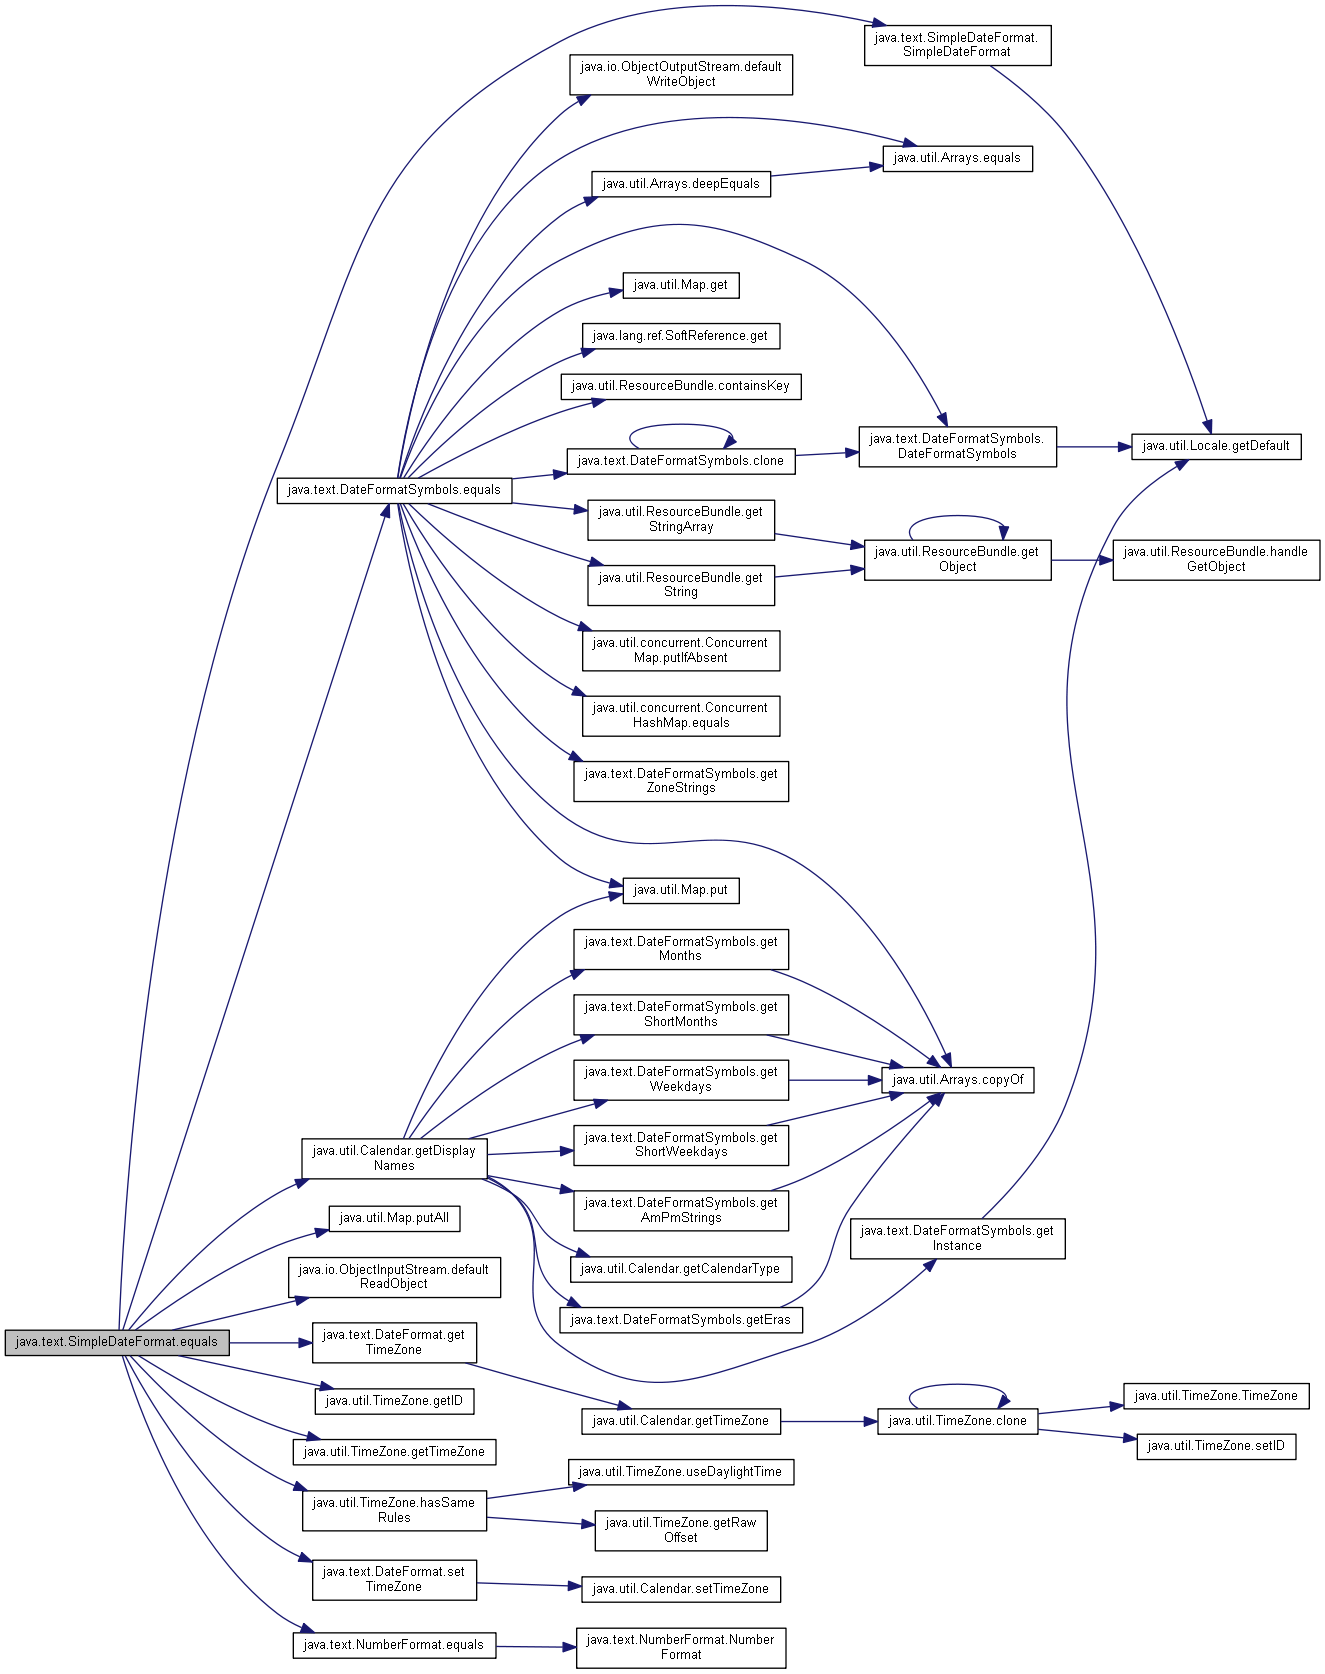 java.text.SimpleDateFormat.
SimpleDateFormat
java.io.ObjectOutputStream.default
WriteObject
java.util.Arrays.equals
java.util.Arrays.deepEquals
java.util.Map.get
java.lang.ref.SoftReference.get
java.util.ResourceBundle.containsKey
java.text.DateFormatSymbols.
DateFormatSymbols
java.util.Locale.getDefault
java.text.DateFormatSymbols.clone
java.text.DateFormatSymbols.equals
java.util.ResourceBundle.get
StringArray
java.util.ResourceBundle.get
Object
java.util.ResourceBundle.handle
GetObject
java.util.ResourceBundle.get
String
java.util.concurrent.Concurrent
Map.putIfAbsent
java.util.concurrent.Concurrent
HashMap.equals
java.text.DateFormatSymbols.get
ZoneStrings
java.util.Map.put
java.text.DateFormatSymbols.get
Months
java.text.DateFormatSymbols.get
ShortMonths
java.text.DateFormatSymbols.get
Weekdays
java.util.Arrays.copyOf
java.text.DateFormatSymbols.get
ShortWeekdays
java.util.Calendar.getDisplay
Names
java.text.DateFormatSymbols.get
AmPmStrings
java.util.Map.putAll
java.text.DateFormatSymbols.get
Instance
java.util.Calendar.getCalendarType
java.io.ObjectInputStream.default
ReadObject
java.text.DateFormatSymbols.getEras
java.text.SimpleDateFormat.equals
java.text.DateFormat.get
TimeZone
java.util.TimeZone.getID
java.util.Calendar.getTimeZone
java.util.TimeZone.clone
java.util.TimeZone.TimeZone
java.util.TimeZone.setID
java.util.TimeZone.getTimeZone
java.util.TimeZone.useDaylightTime
java.util.TimeZone.hasSame
Rules
java.util.TimeZone.getRaw
Offset
java.text.DateFormat.set
TimeZone
java.util.Calendar.setTimeZone
java.text.NumberFormat.equals
java.text.NumberFormat.Number
Format